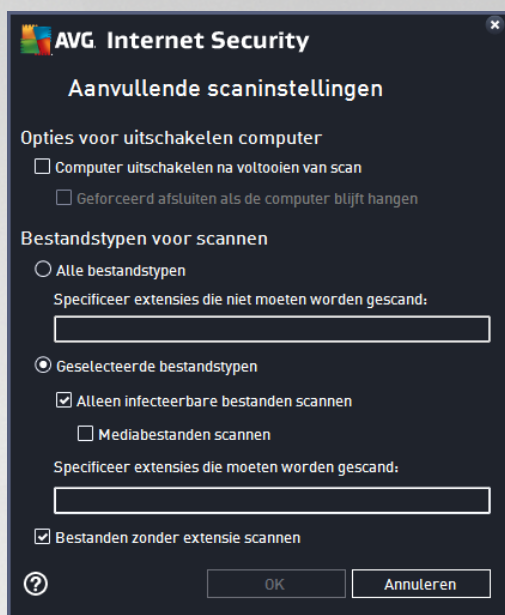 AVG. Internet Security
Aanvullende scaninstellingen
Opties voor uitschakelen computer
Computer uitschakelen na voltooien van scan
Geforceerd afsluiten als de computer blijft hangen
Bestandstypen voor scannen
Alle bestandstypen
Specificeer extensies die niet moeten worden gescand:
Geselecteerde bestandstypen
Alleen infecteerbare bestanden scannen
Mediabestanden scannen
Specificeer extensies die moeten worden gescand:
Bestanden zonder extensie scannen
? OK Annuleren